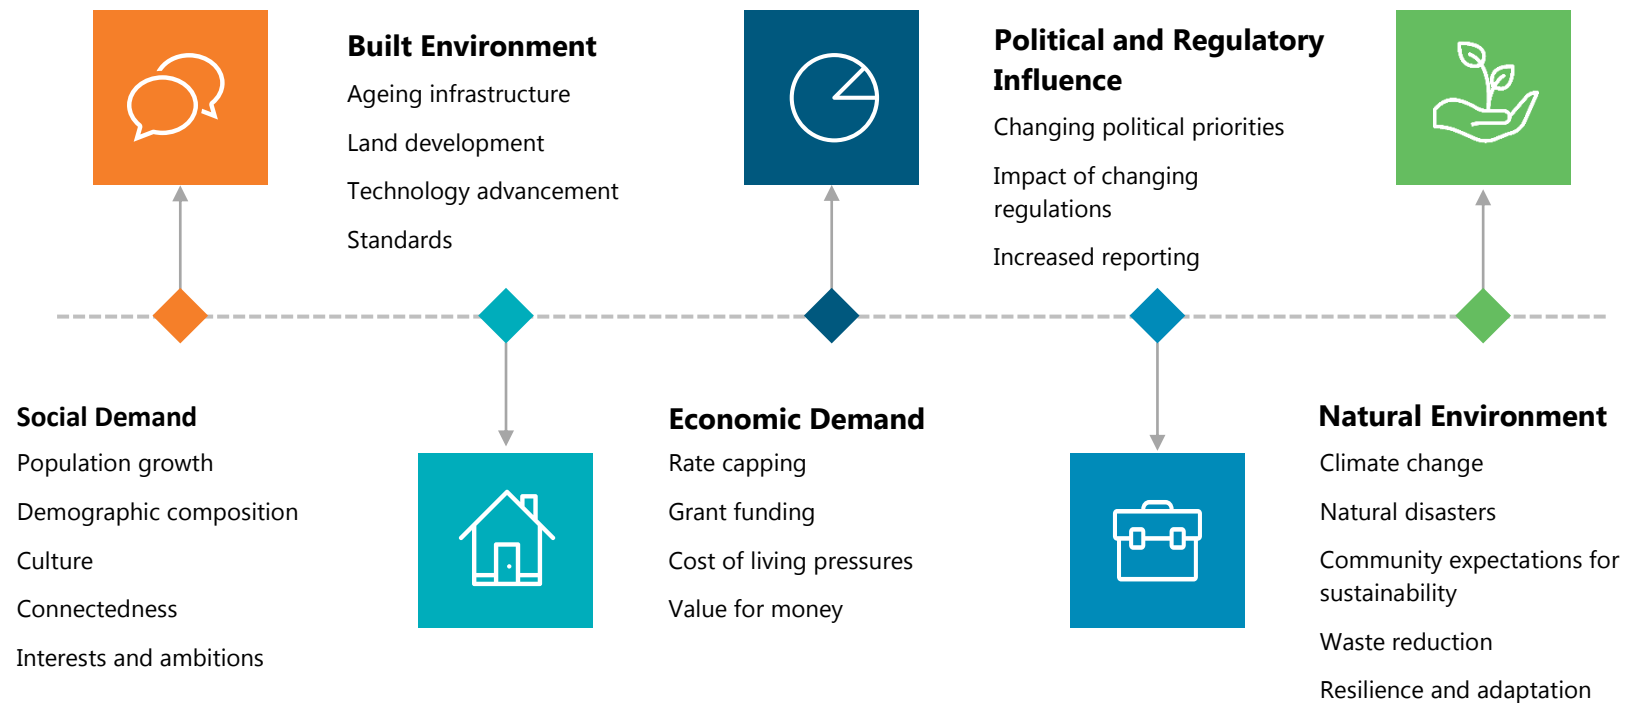 Built Environment
Ageing infrastructure
Land development
Technology advancement
Standards
Political and Regulatory
Influence
Changing political priorities
Impact of changing
regulations
Increased reporting
Social Demand
Population growth
Demographic composition
Culture
Connectedness
Interests and ambitions
Economic Demand
Rate capping
Grant funding
Cost of living pressures
Value for money
Natural Environment
Climate change
Natural disasters
Community expectations for
sustainability
Waste reduction
Resilience and adaptation